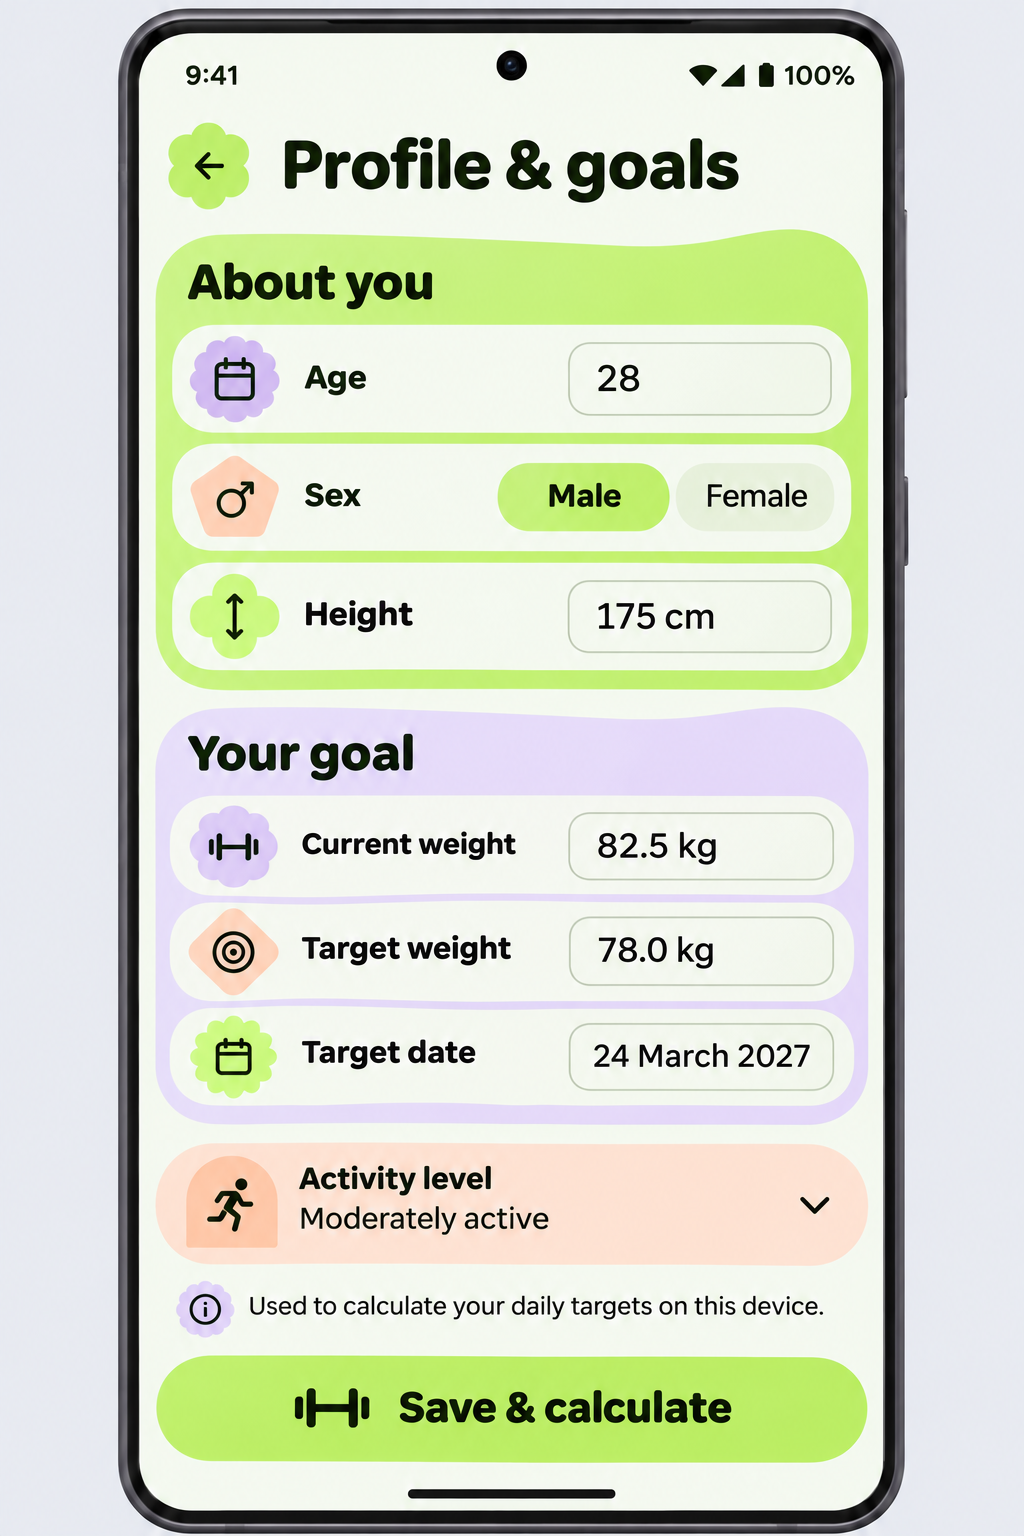 9:41
100%
Profile & goals
About you
Age
28
Sex
Male
Female
Height
175 cm
Your goal
Current weight
82.5 kg
Target weight
78.0 kg
Target date
24 March 2027
Activity level
Moderately active
Used to calculate your daily targets on this device.
Save & calculate